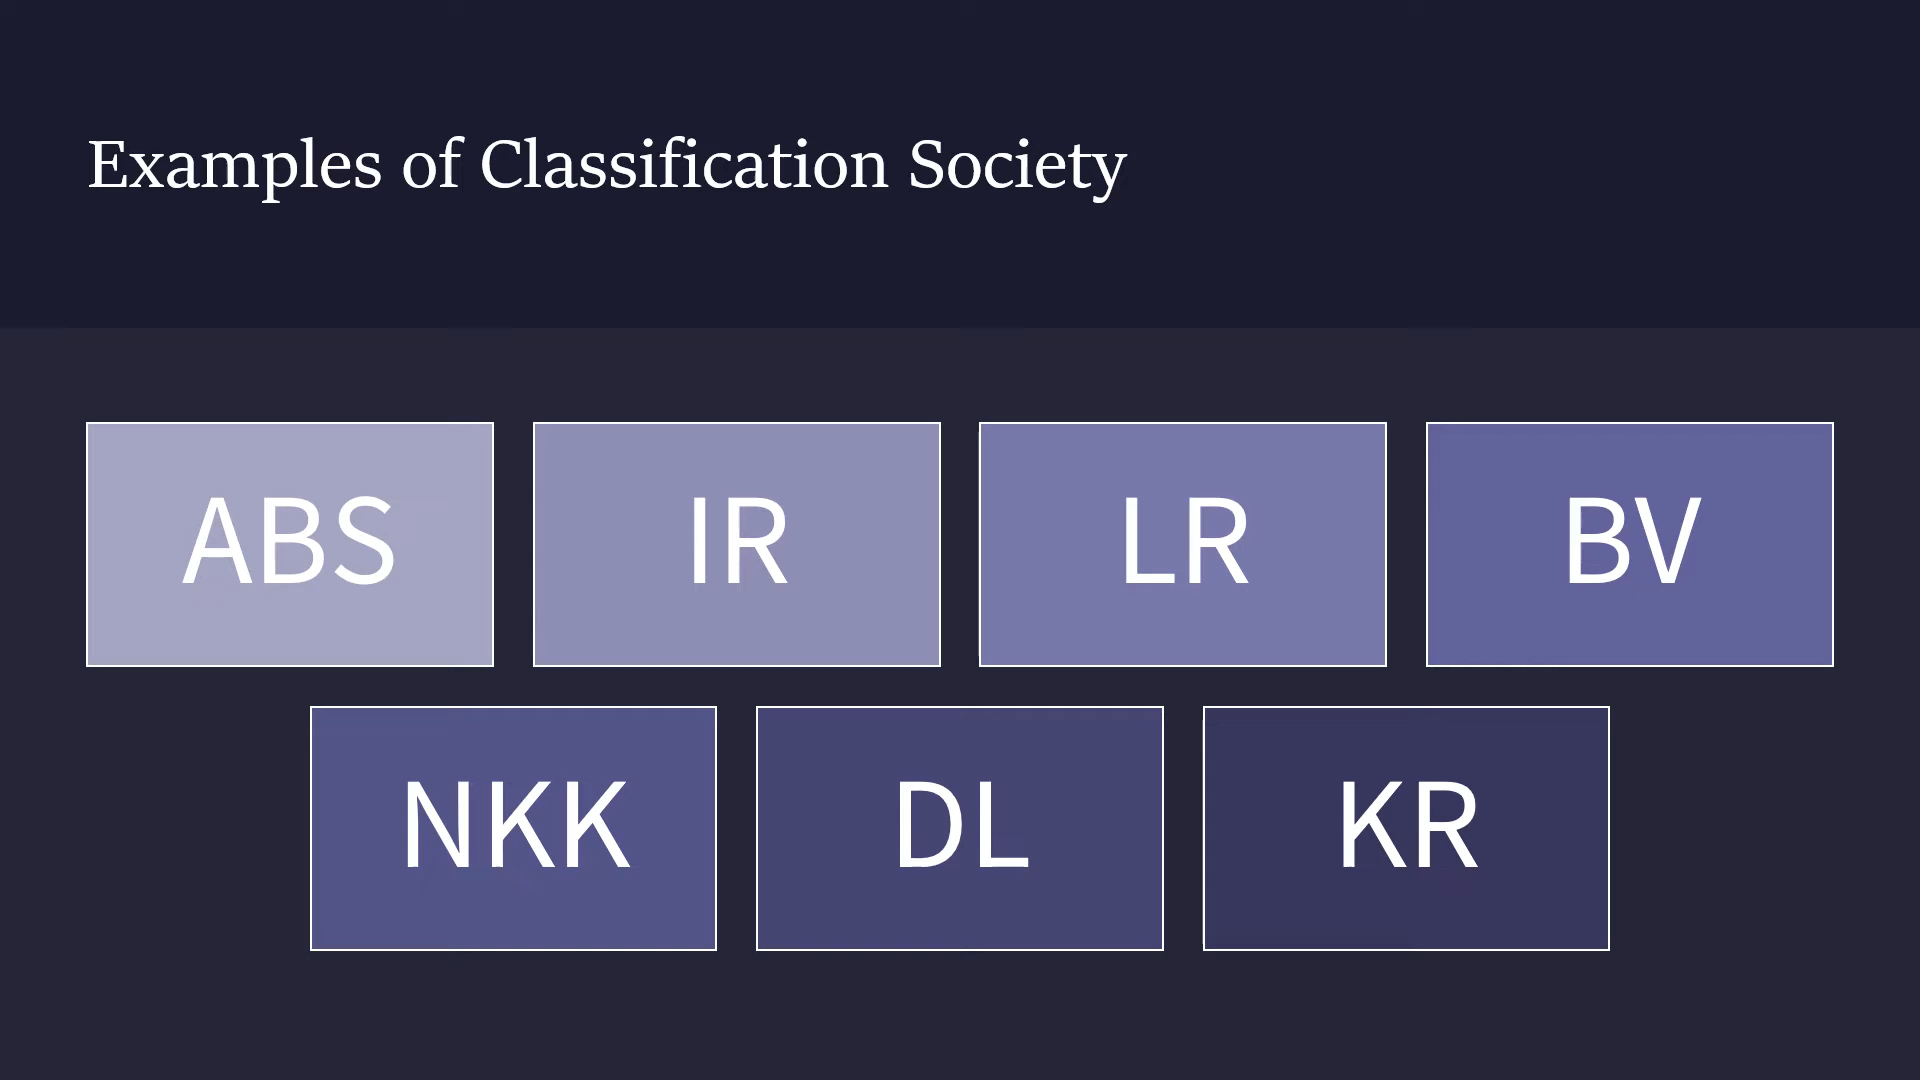 Examples of Classification Society
ABS
IR
LR
BV
NKK
DL
KR